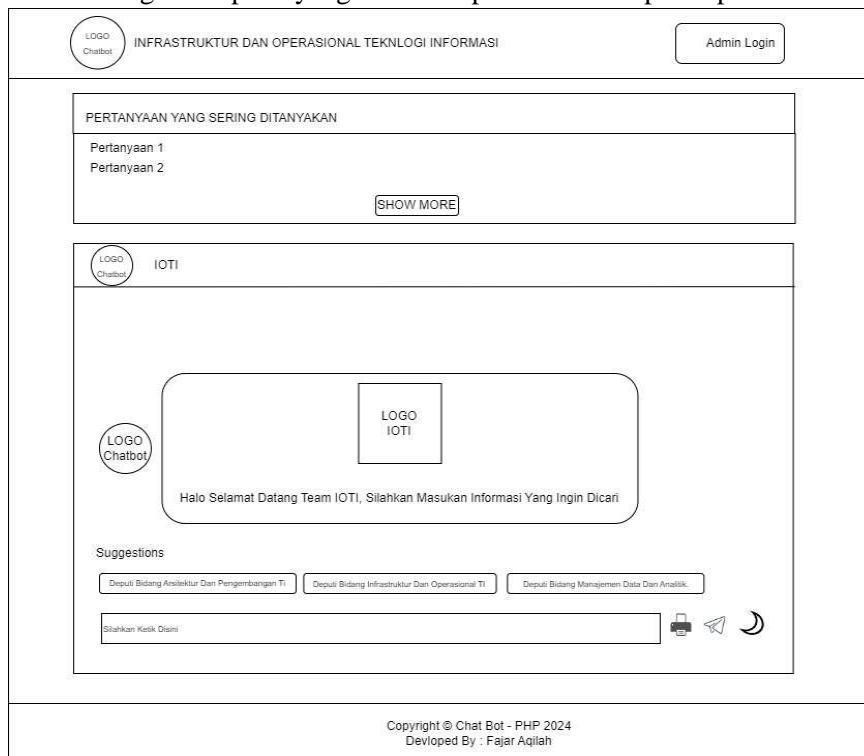 LOGO
Chatbot
INFRASTRUKTUR DAN OPERASIONAL TEKNLOGI INFORMASI
Admin Login
PERTANYAAN YANG SERING DITANYAKAN
Pertanyaan 1
Pertanyaan 2
SHOW MORE
LOGO
Chatbot
IOTI
LOGO
IOTI
LOGO
Chatbot
Halo Selamat Datang Team IOTI, Silahkan Masukan Informasi Yang Ingin Dicari
Suggestions
Deputi Bidang Arsitektur Dan Pengembangan Ti
Deputi Bidang Infrastruktur Dan Operasional TI
Deputi Bidang Manajemen Data Dan Analitik.
Silahkan Ketik Disini
Copyright © Chat Bot - PHP 2024
Devloped By : Fajar Aqilah